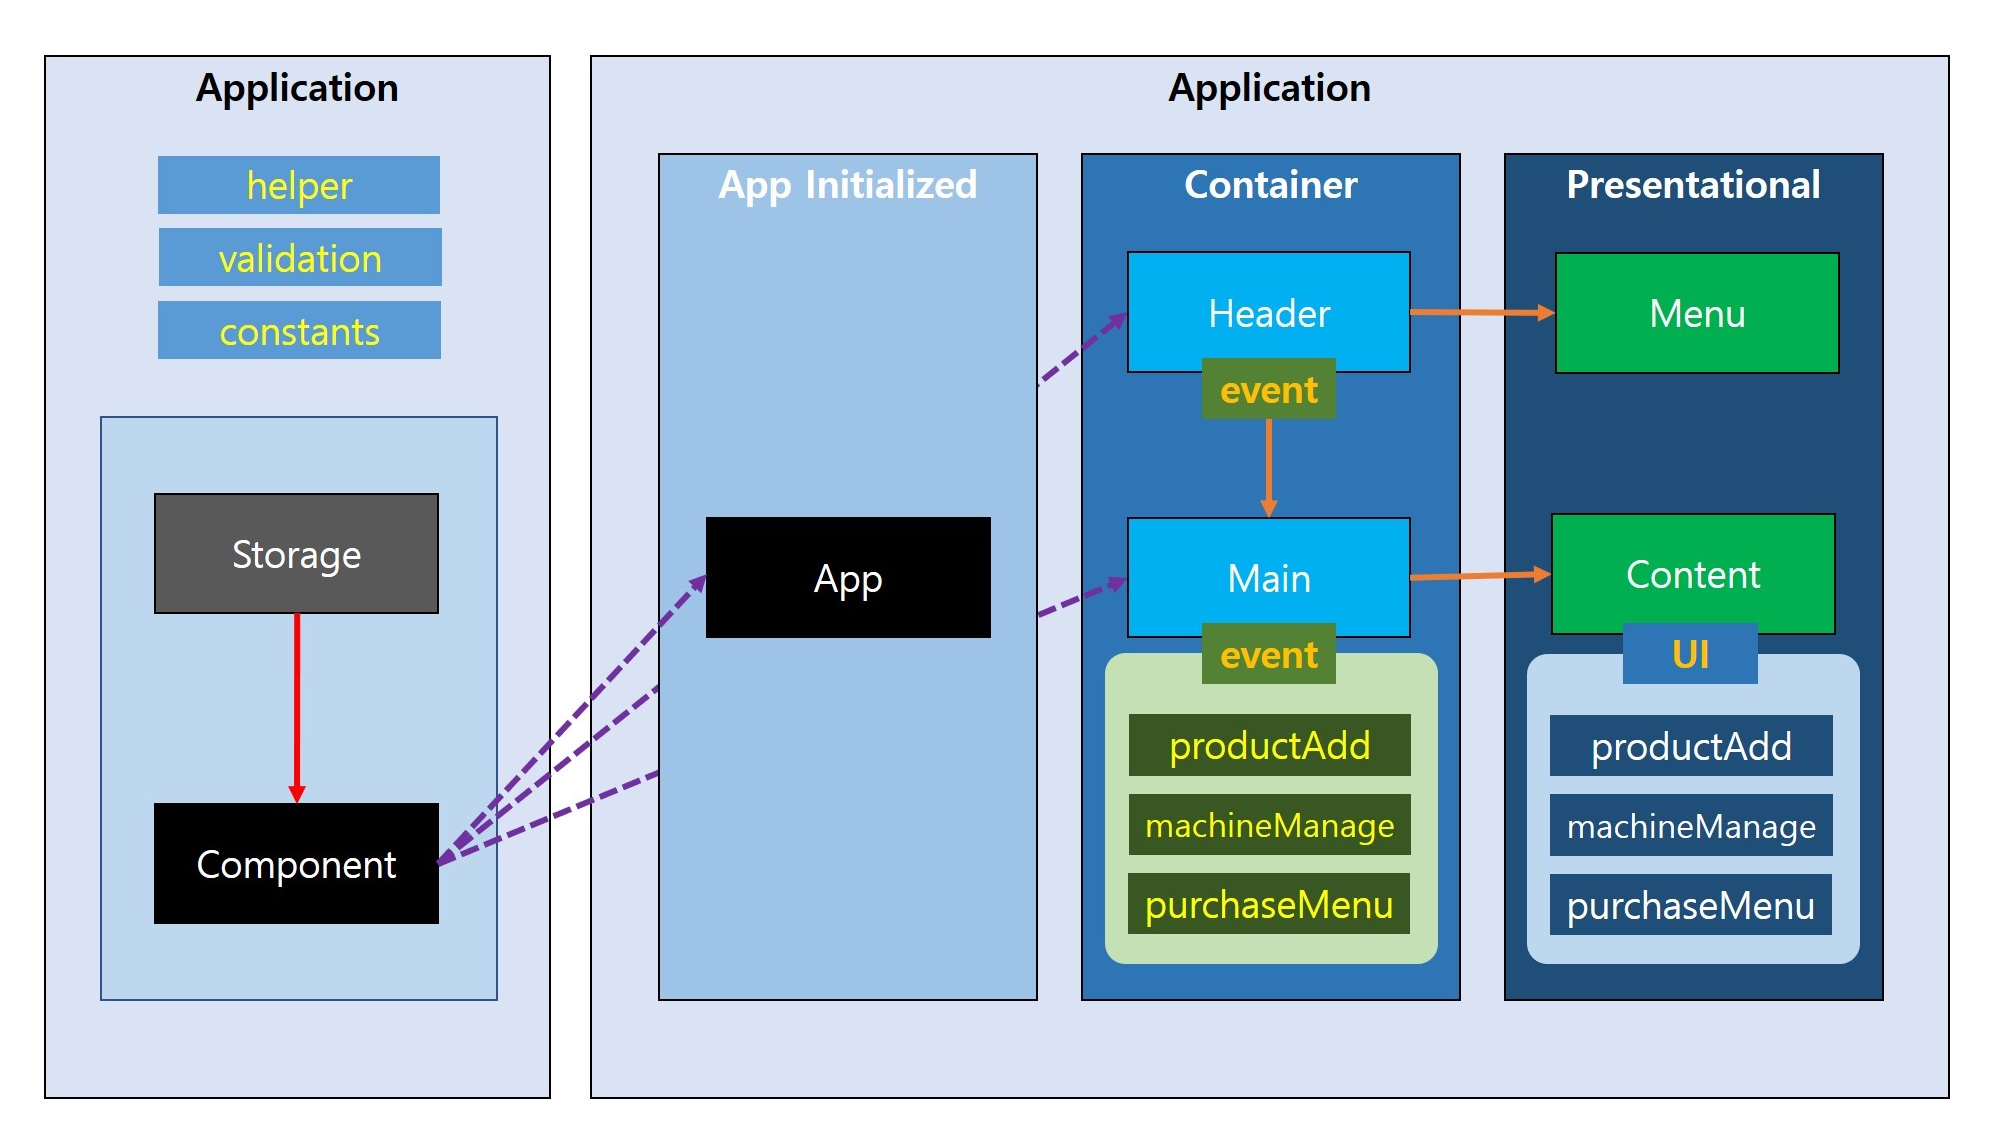 Application
helper
validation
constants
Storage
Component
Application
App Initialized
App
Container
Header
event
Main
event
productAdd
machineManage
purchaseMenu
Presentational
Menu
Content
UI
productAdd
machineManage
purchaseMenu